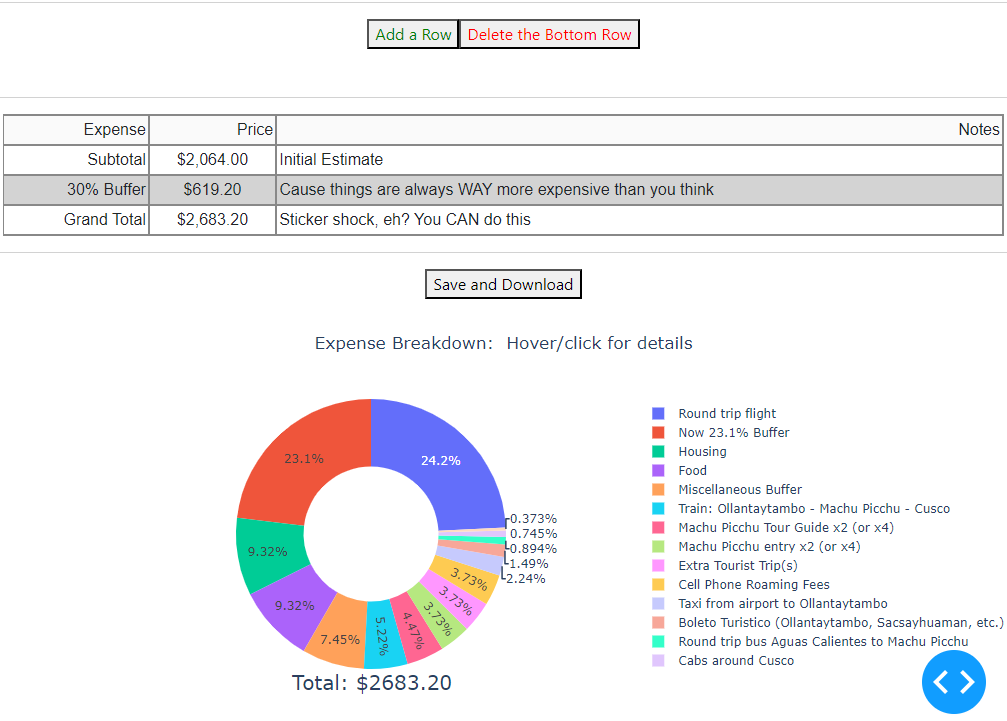 Add a Row Delete the Bottom Row
Expense Price Notes
Subtotal $2,064.00 Initial Estimate
30% Buffer $619.20 Cause things are always WAY more expensive than you think
Grand Total $2,683.20 Sticker shock, eh? You CAN do this
Save and Download
Expense Breakdown: Hover/click for details
24.2%
23.1%
9.32%
9.32%
7.45%
5.22%
4.47%
3.73%
3.73%
3.73%
2.24%
1.49%
0.894%
0.745%
0.373%
Total: $2683.20
Round trip flight
Now 23.1% Buffer
Housing
Food
Miscellaneous Buffer
Train: Ollantaytambo - Machu Picchu - Cusco
Machu Picchu Tour Guide x2 (or x4)
Machu Picchu entry x2 (or x4)
Extra Tourist Trip(s)
Cell Phone Roaming Fees
Taxi from airport to Ollantaytambo
Boleto Turistico (Ollantaytambo, Sacsayhuaman, etc.)
Round trip bus Aguas Calientes to Machu Picchu
Cabs around Cusco